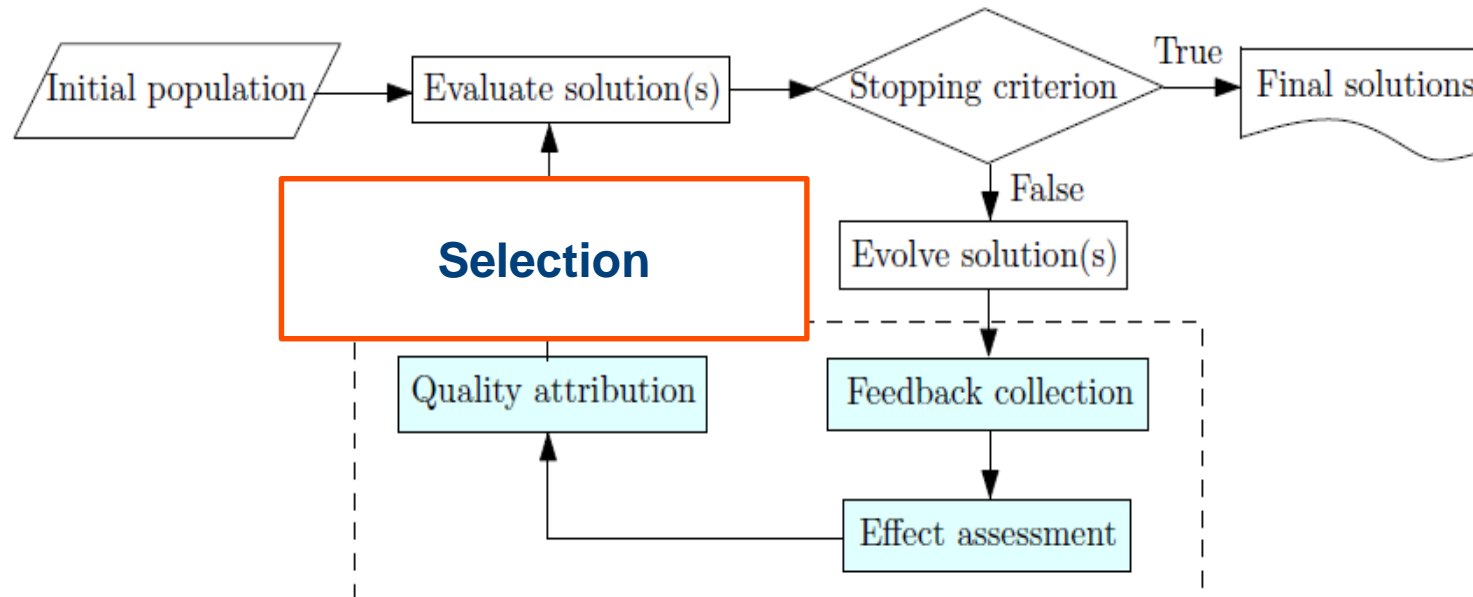 Initial population
Evaluate solution(s)
Stopping criterion
True
Final solutions
False
Selection
Evolve solution(s)
Quality attribution
Feedback collection
Effect assessment